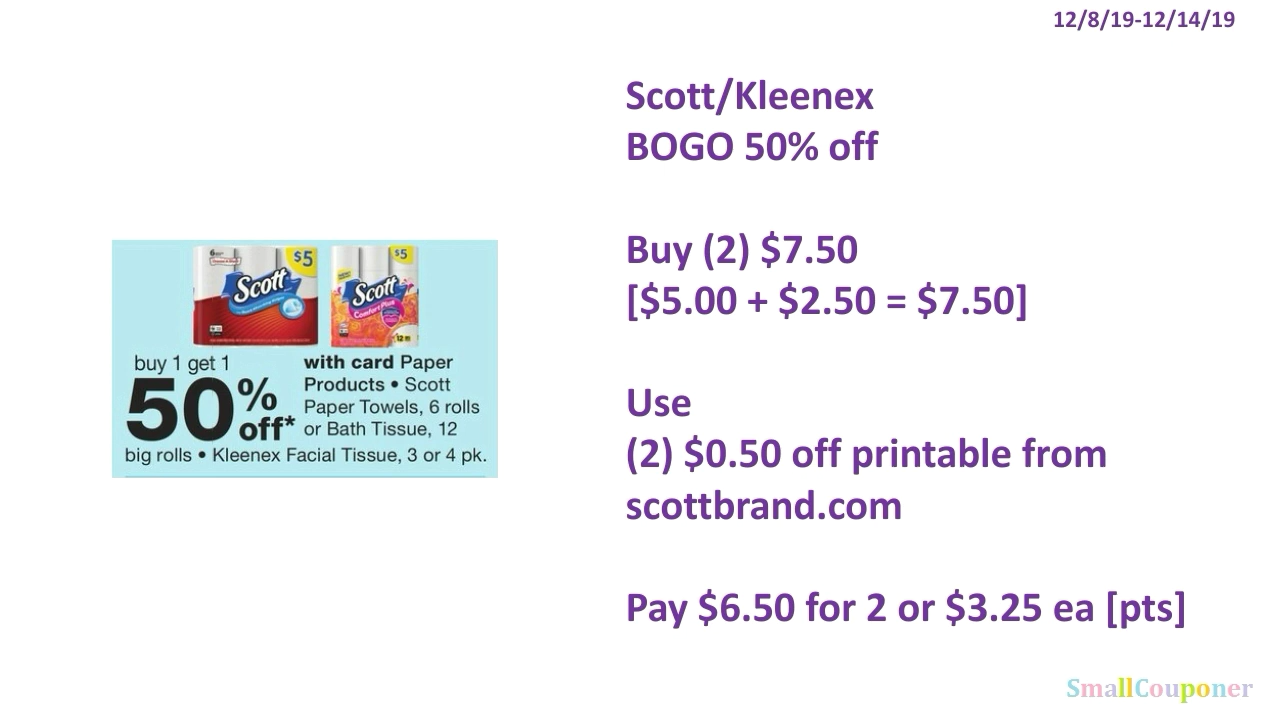 12/8/19-12/14/19
Scott/Kleenex
BOGO 50% off
Buy (2) $7.50
[$5.00 + $2.50 = $7.50]
Use
(2) $0.50 off printable from
scottbrand.com
Pay $6.50 for 2 or $3.25 ea [pts]
$5
Scott
$5
Scott
Comfort Plus
12
buy 1 get 1
50%
off*
with card Paper
Products • Scott
Paper Towels, 6 rolls
or Bath Tissue, 12
big rolls • Kleenex Facial Tissue, 3 or 4 pk.
SmallCouponer